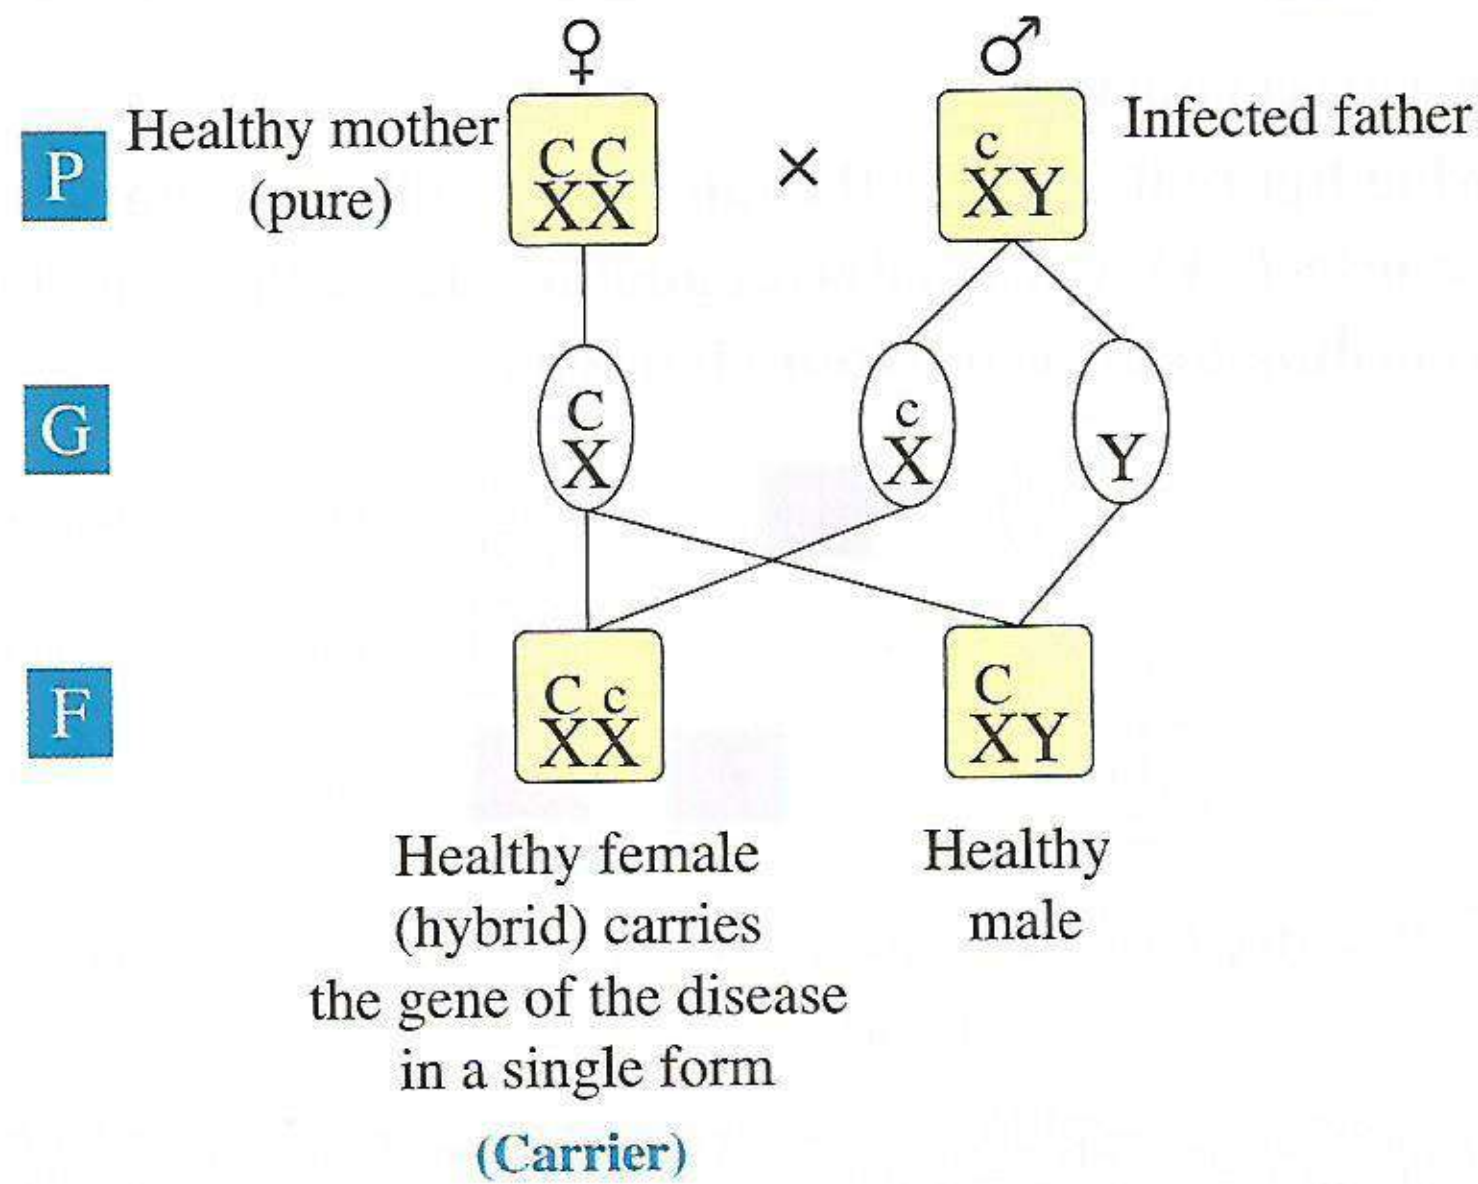 ♀ ♂
P Healthy mother (pure) C C XX × c XY Infected father
G C X c X Y
F C c XX C XY
Healthy female
(hybrid) carries
the gene of the disease
in a single form
(Carrier)
Healthy
male